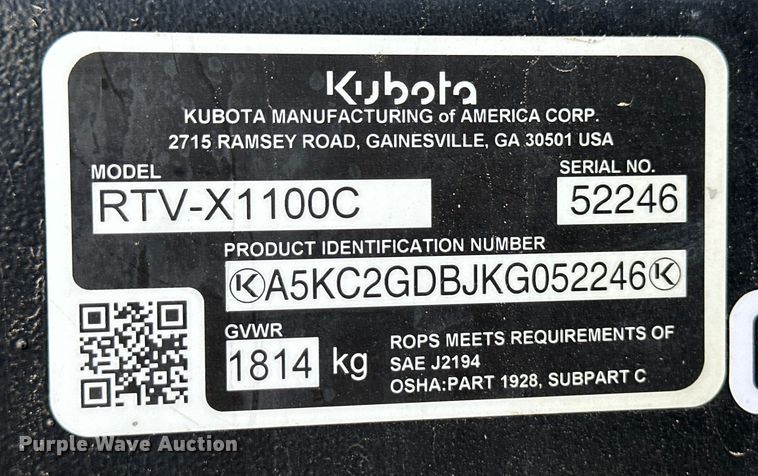 Kubota
KUBOTA MANUFACTURING of AMERICA CORP.
2715 RAMSEY ROAD, GAINESVILLE, GA 30501 USA
MODEL
RTV-X1100C
SERIAL NO.
52246
PRODUCT IDENTIFICATION NUMBER
A5KC2GDBJKG052246
GVWR
1814 kg
ROPS MEETS REQUIREMENTS OF
SAE J2194
OSHA:PART 1928, SUBPART C
Purple Wave Auction